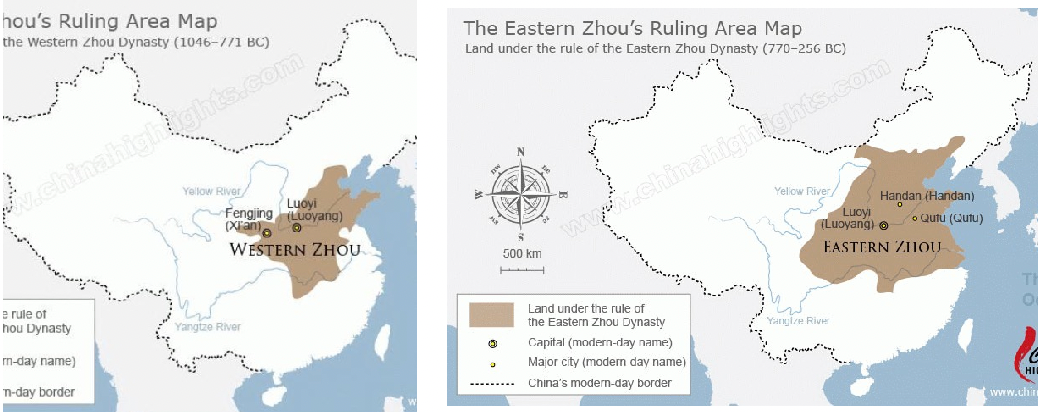 hou's Ruling Area Map
the Western Zhou Dynasty (1046–771 BC)
www.chinahighlights.com
Yellow River
Luoyi
(Luoyang)
Fengjing
(Xi'an)
WESTERN ZHOU
Yangtze River
e rule of
hou Dynasty
rn-day name)
n-day border
w
The Eastern Zhou's Ruling Area Map
Land under the rule of the Eastern Zhou Dynasty (770–256 BC)
www.chinahighlights.com
N
W
E
S
500 km
Yellow River
Handan (Handan)
Luoyi
(Luoyang)
Qufu (Qufu)
EASTERN ZHOU
Yangtze River
Land under the rule of
the Eastern Zhou Dynasty
Capital (modern-day name)
Major city (modern day name)
China's modern-day border
Th
C
HI
www.chin